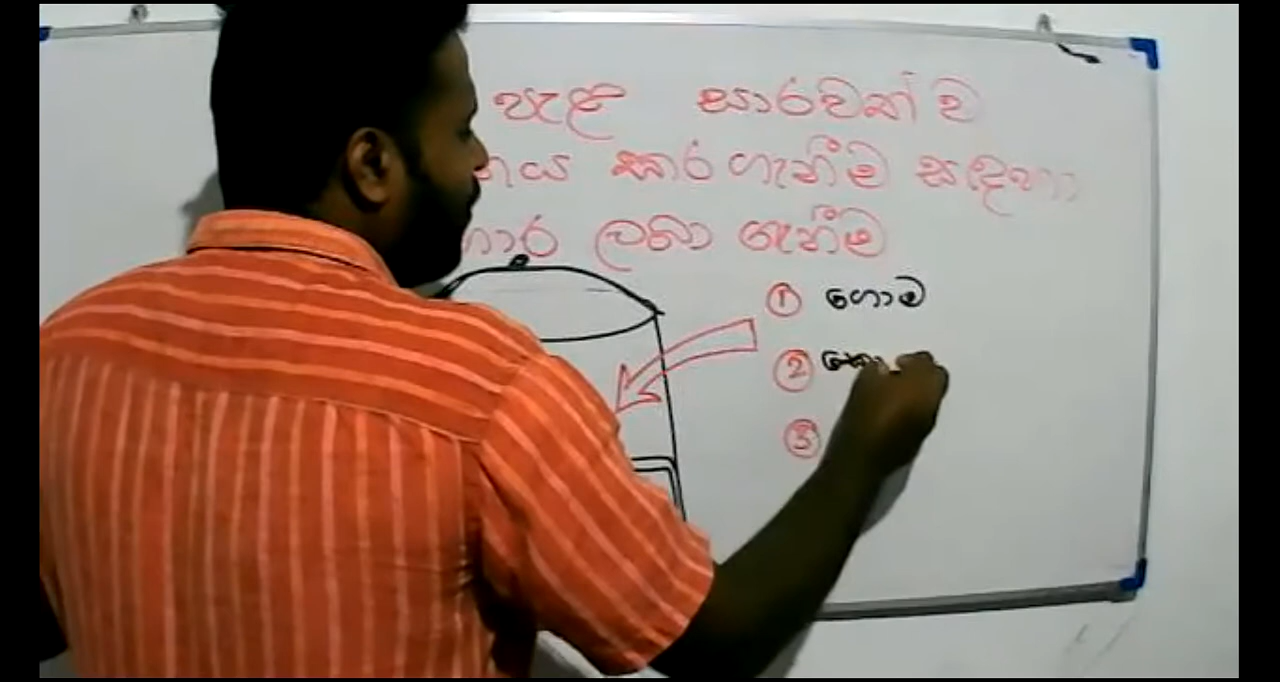 පැළ සාරවත් ව
කර ගැනීම සඳහා
ලබා ගැනීම
① ගොම
②
③